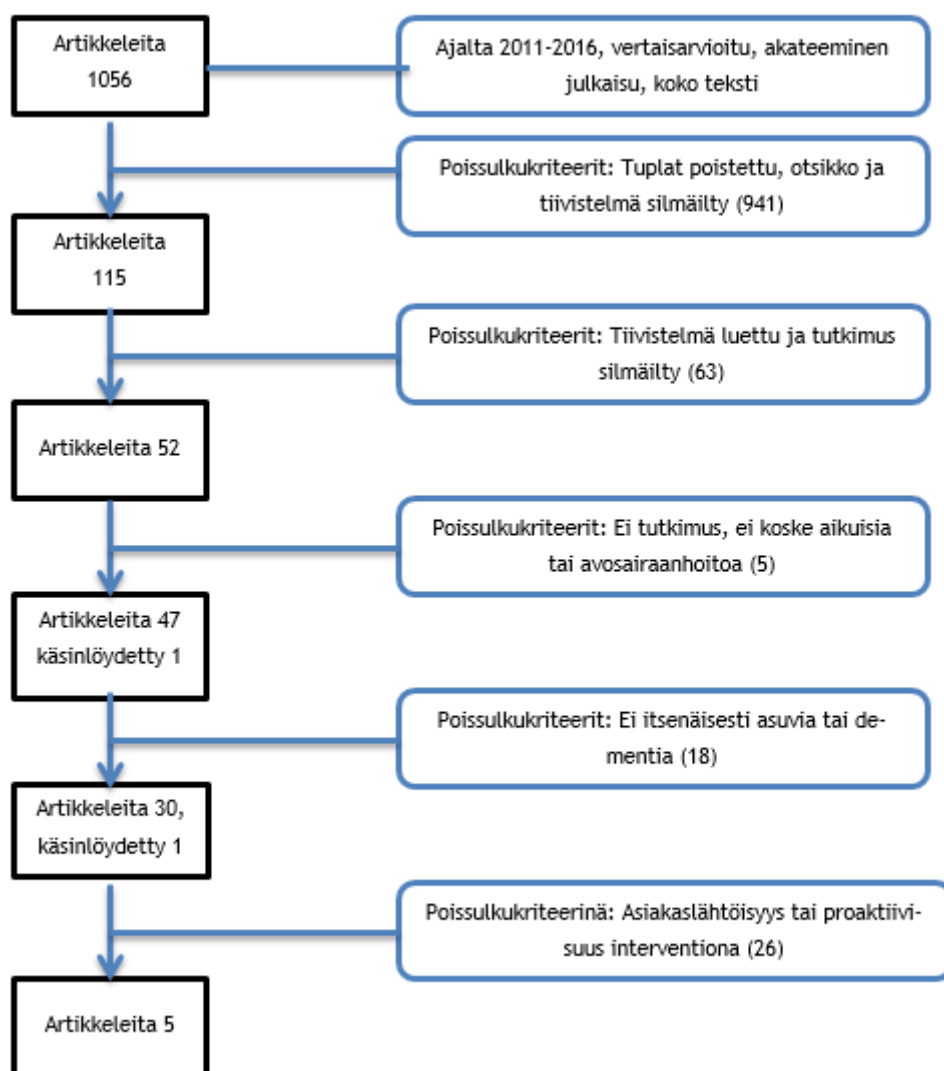 Artikkeleita
1056
Ajalta 2011-2016, vertaisarvioitu, akateeminen
julkaisu, koko teksti
Poissulkukriteerit: Tuplat poistettu, otsikko ja
tiivistelmä silmäilty (941)
Artikkeleita
115
Poissulkukriteerit: Tiivistelmä luettu ja tutkimus
silmäilty (63)
Artikkeleita 52
Poissulkukriteerit: Ei tutkimus, ei koske aikuisia
tai avosairaanhoitoa (5)
Artikkeleita 47
käsinlöydetty 1
Poissulkukriteerit: Ei itsenäisesti asuvia tai de-
mentia (18)
Artikkeleita 30,
käsinlöydetty 1
Poissulkukriteerinä: Asiakaslähtöisyys tai proaktiivi-
suus interventiona (26)
Artikkeleita 5